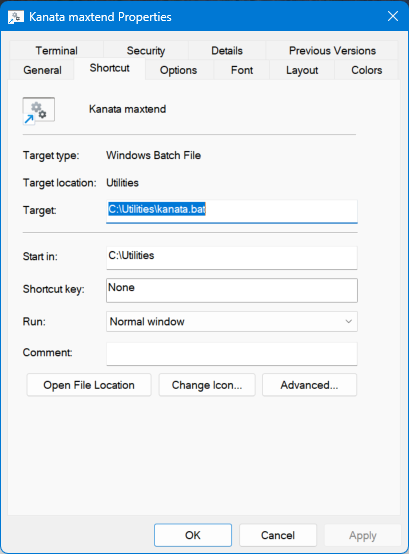 Kanata maxtend Properties
Terminal Security Details Previous Versions
General Shortcut Options Font Layout Colors
Kanata maxtend
Target type: Windows Batch File
Target location: Utilities
Target: C:\Utilities\kanata.bat
Start in: C:\Utilities
Shortcut key: None
Run: Normal window
Comment:
Open File Location Change Icon... Advanced...
OK Cancel Apply